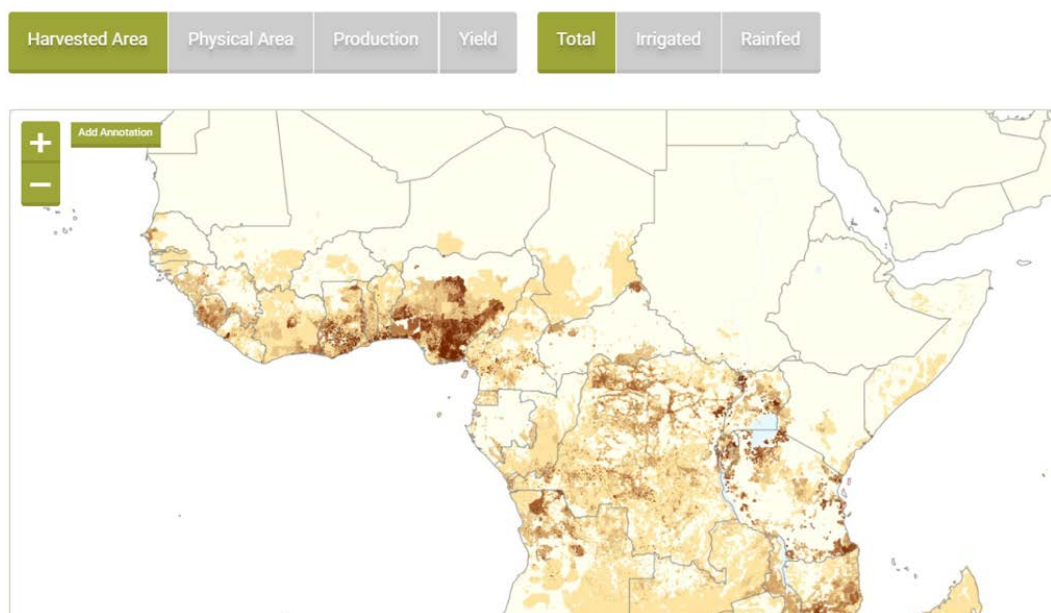 Harvested Area Physical Area Production Yield Total Irrigated Rainfed
+ Add Annotation
−